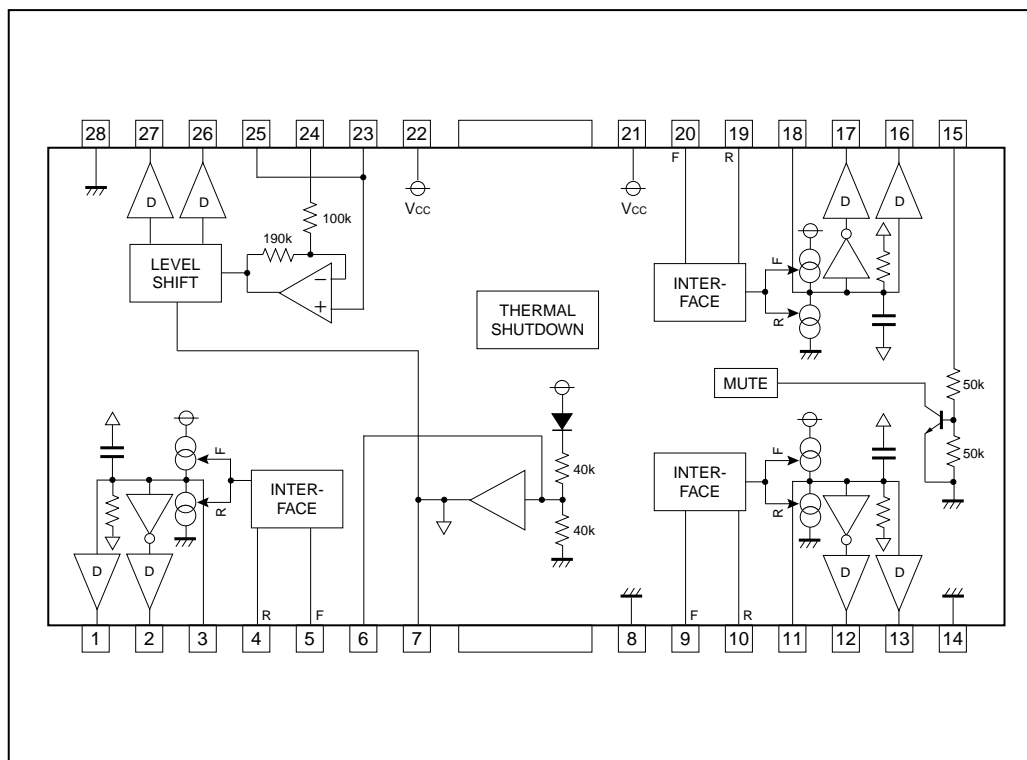 28 27 26 25 24 23 22 21 20 19 18 17 16 15
F R
D D D D
VCC VCC
100k
190k
LEVEL
SHIFT
−
+
INTER-
FACE
F
R
THERMAL
SHUTDOWN
MUTE
50k
50k
F
R
INTER-
FACE
40k
40k
INTER-
FACE
F
R
D D D D
R F F R
1 2 3 4 5 6 7 8 9 10 11 12 13 14